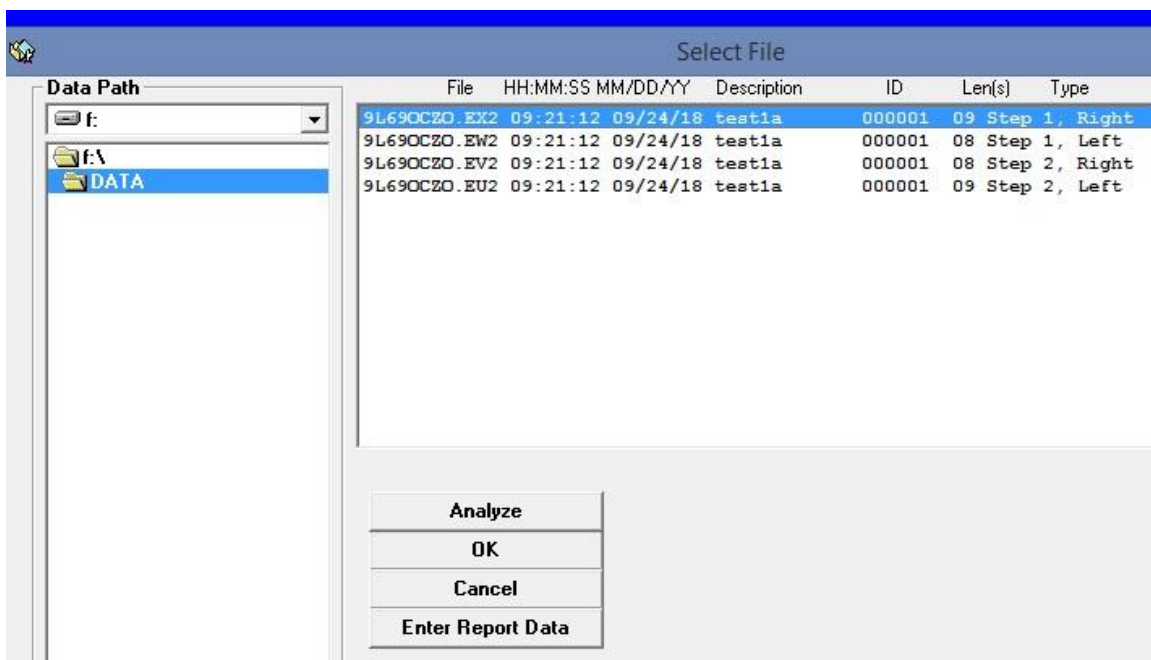 Select File
Data Path
f:
f:\
DATA
File HH:MM:SS MM/DD/YY Description ID Len(s) Type
9L69OCZO.EX2 09:21:12 09/24/18 test1a 000001 09 Step 1, Right
9L69OCZO.EW2 09:21:12 09/24/18 test1a 000001 08 Step 1, Left
9L69OCZO.EV2 09:21:12 09/24/18 test1a 000001 08 Step 2, Right
9L69OCZO.EU2 09:21:12 09/24/18 test1a 000001 09 Step 2, Left
Analyze
OK
Cancel
Enter Report Data